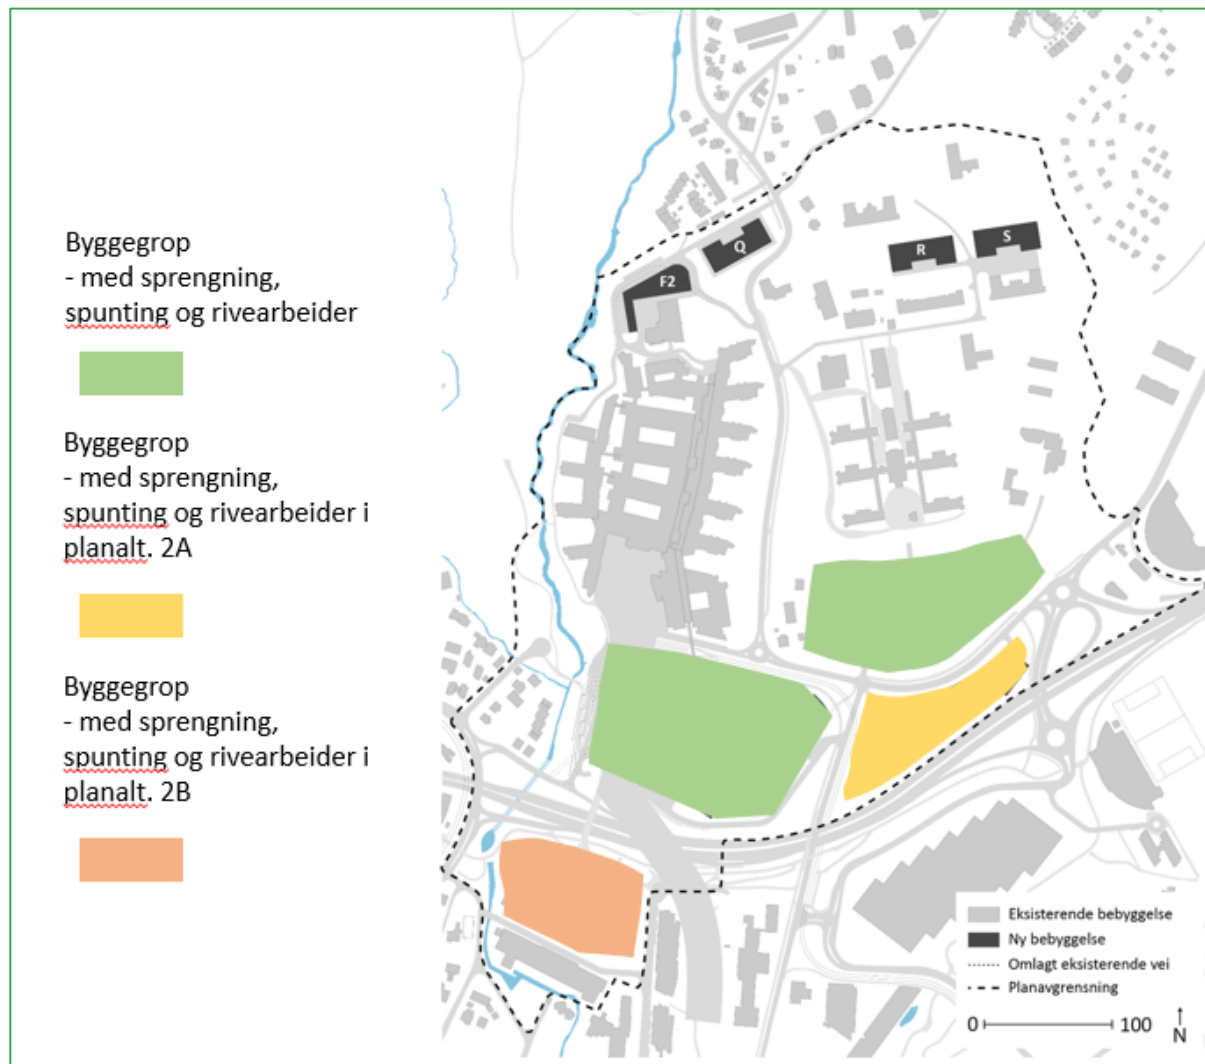 Byggegrop
- med sprengning,
spunting og rivearbeider
Byggegrop
- med sprengning,
spunting og rivearbeider i
planalt. 2A
Byggegrop
- med sprengning,
spunting og rivearbeider i
planalt. 2B
Q
R
S
F2
Eksisterende bebyggelse
Ny bebyggelse
Omlagt eksisterende vei
Planavgrensning
0 100
N